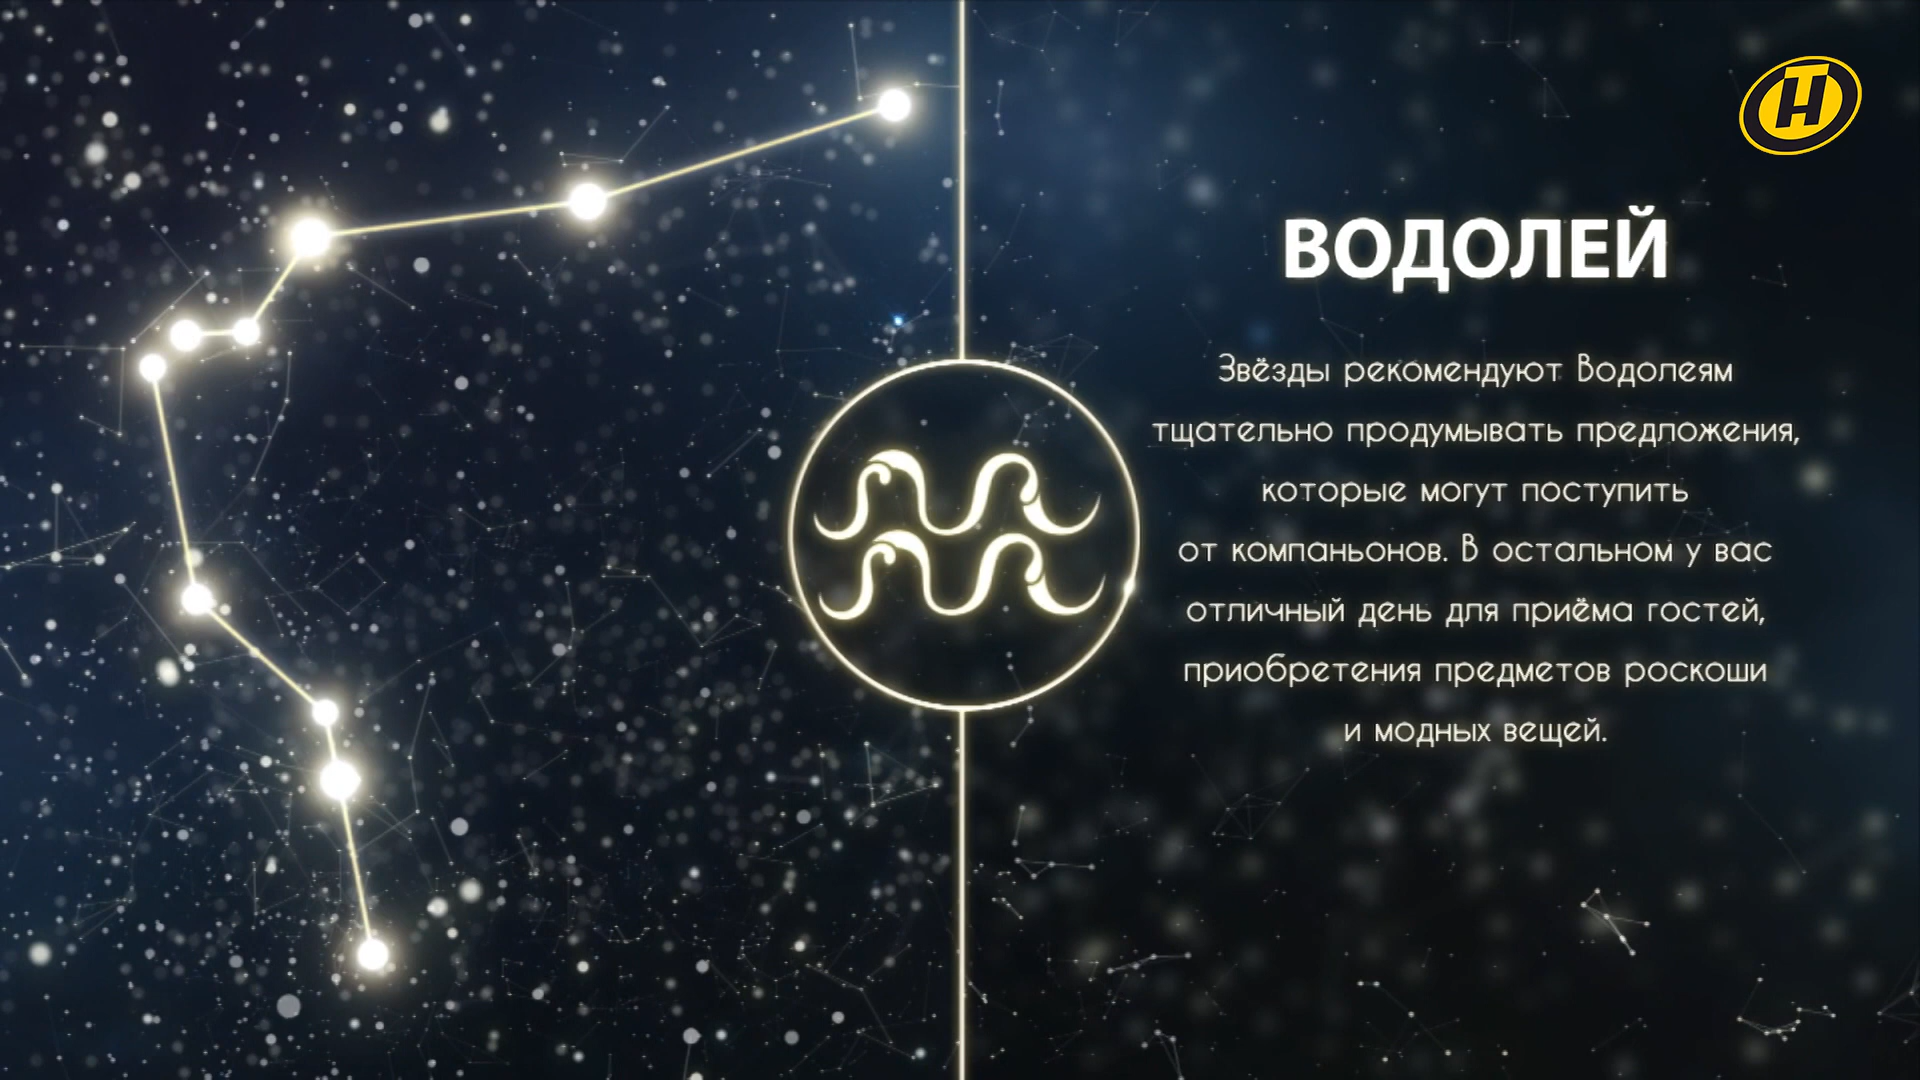 ОНТ
ВОДОЛЕЙ
Звёзды рекомендуют Водолеям
тщательно продумывать предложения,
которые могут поступить
от компаньонов. В остальном у вас
отличный день для приёма гостей,
приобретения предметов роскоши
и модных вещей.